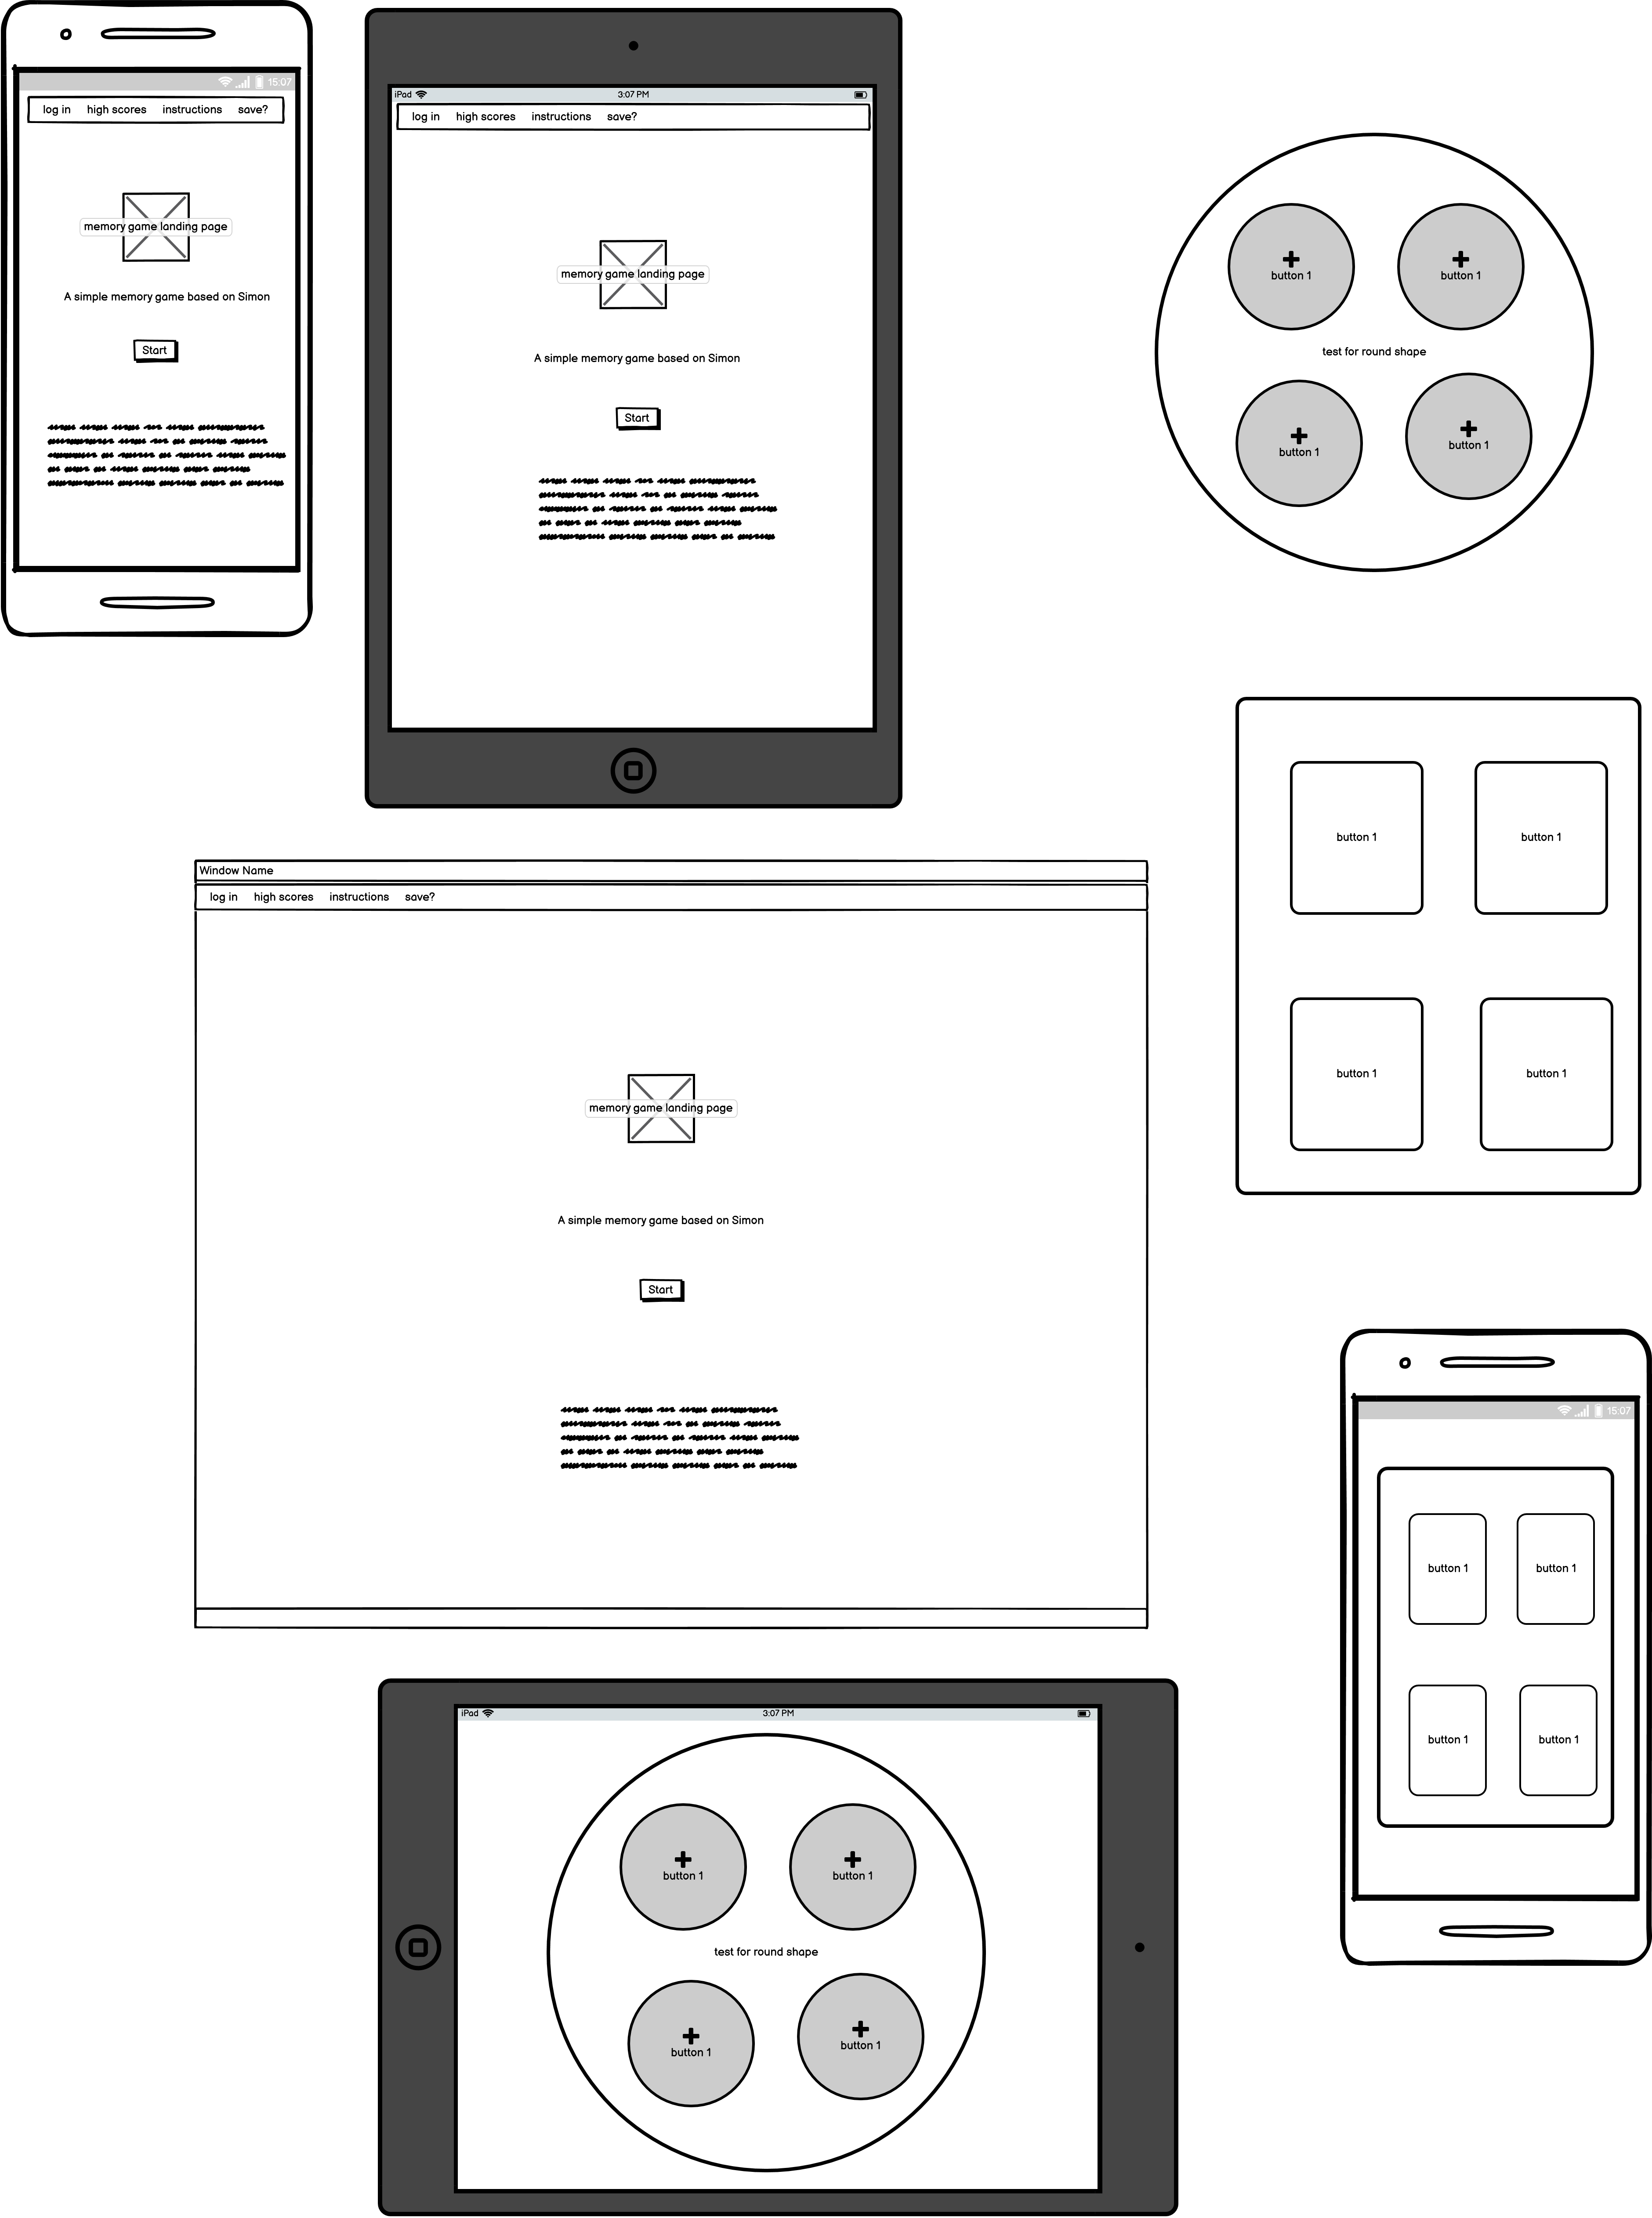 15:07
log in high scores instructions save?
memory game landing page
A simple memory game based on Simon
Start
iPad 3:07 PM
log in high scores instructions save?
memory game landing page
A simple memory game based on Simon
Start
button 1 button 1
test for round shape
button 1 button 1
button 1 button 1
button 1 button 1
Window Name
log in high scores instructions save?
memory game landing page
A simple memory game based on Simon
Start
15:07
button 1 button 1
button 1 button 1
iPad 3:07 PM
button 1 button 1
test for round shape
button 1 button 1